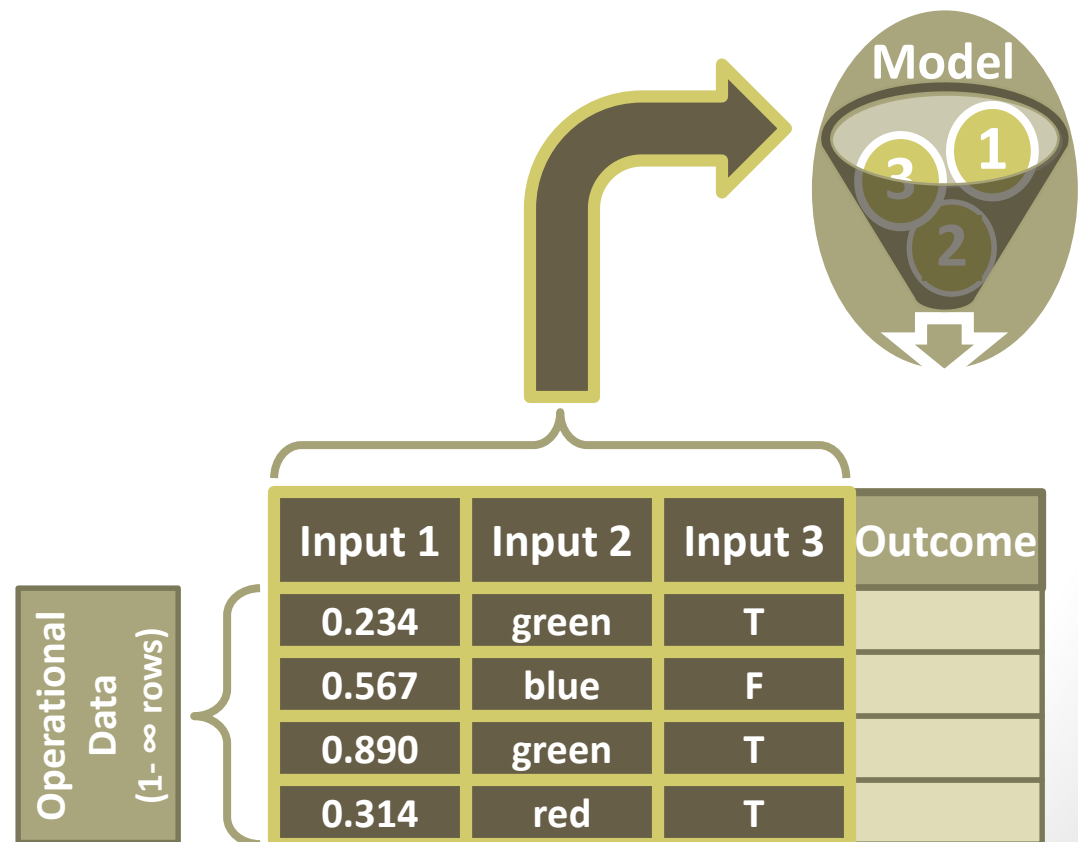 Model
1
3
2
Input 1 Input 2 Input 3 Outcome
0.234 green T
0.567 blue F
0.890 green T
0.314 red T
Operational
Data
(1- ∞ rows)